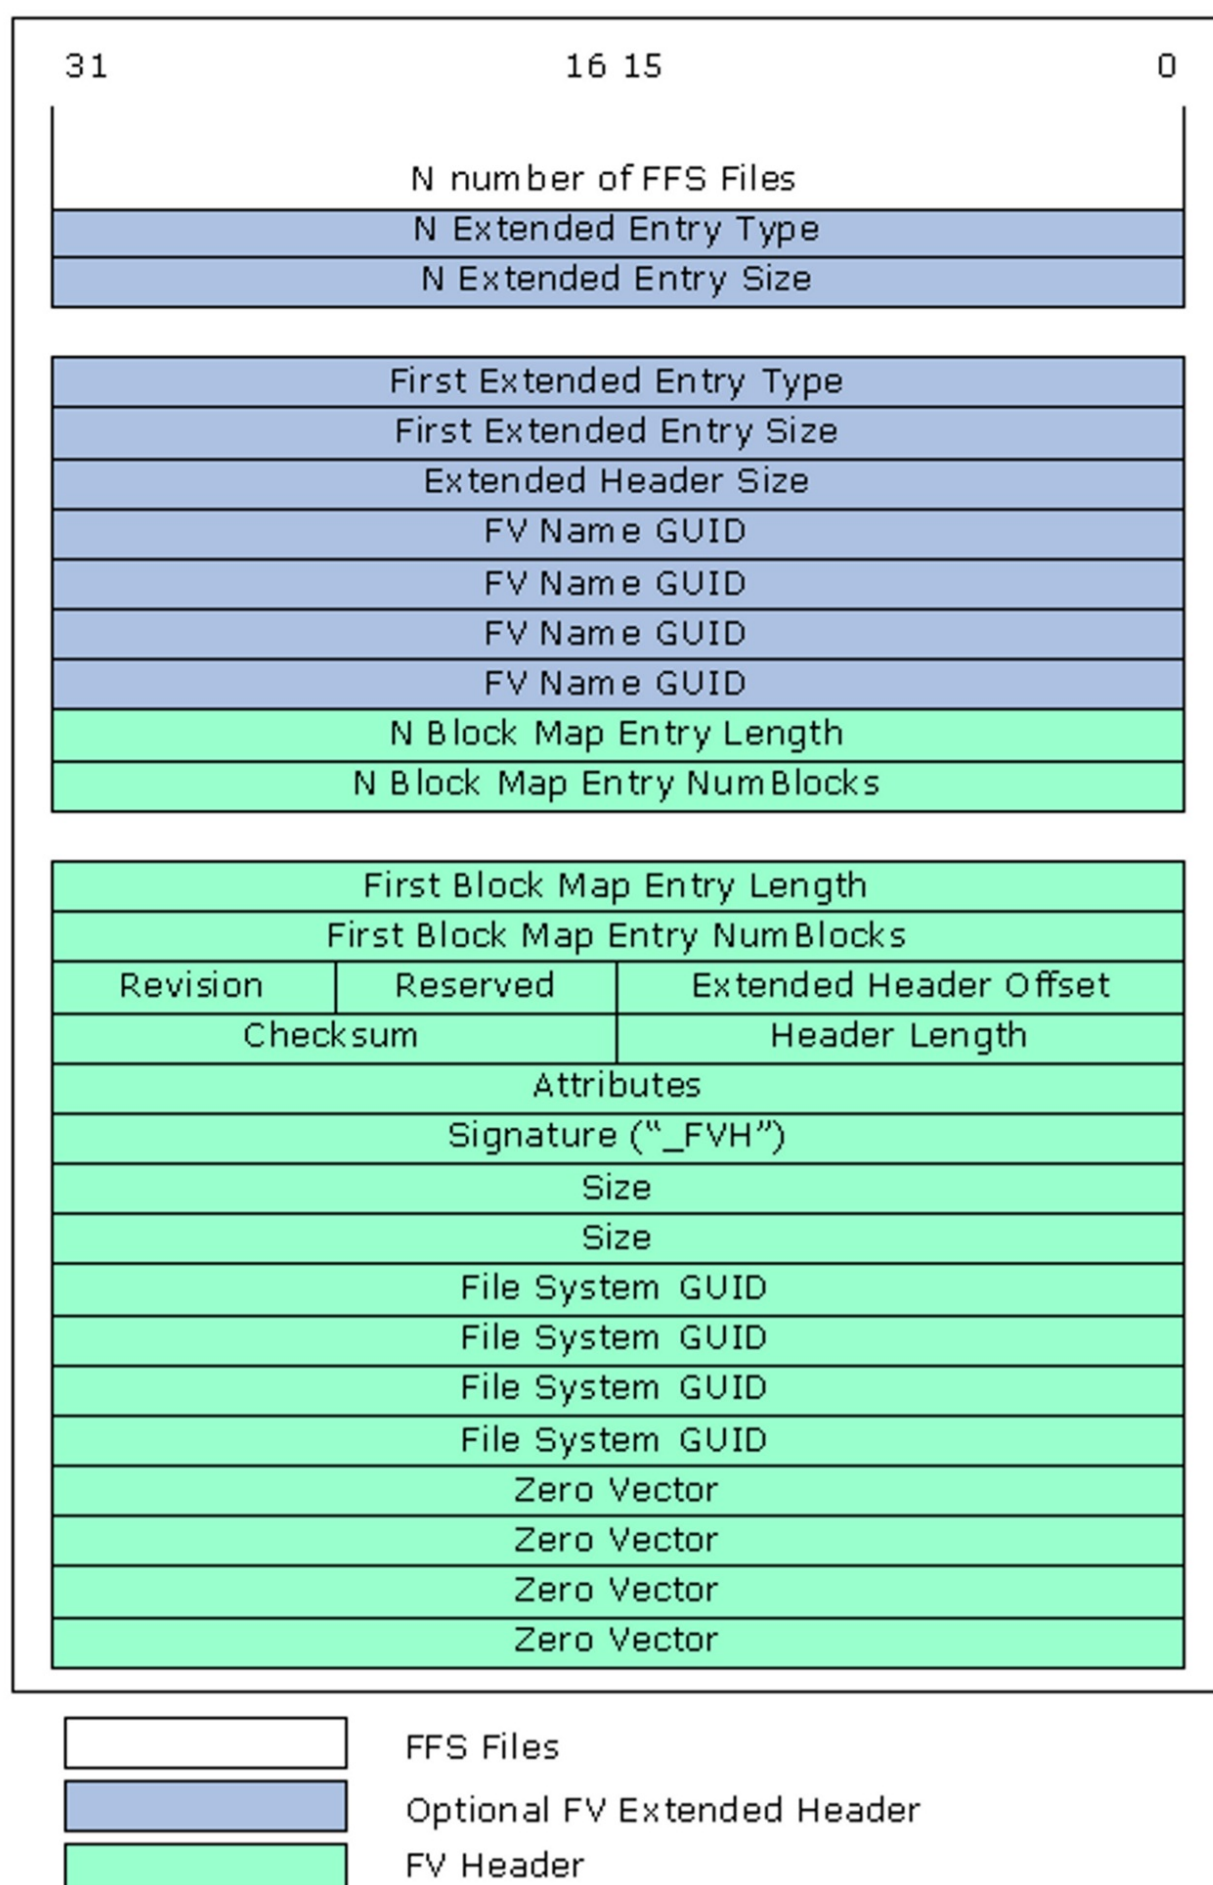 31 16 15 0
N number of FFS Files
N Extended Entry Type
N Extended Entry Size
First Extended Entry Type
First Extended Entry Size
Extended Header Size
FV Name GUID
FV Name GUID
FV Name GUID
FV Name GUID
N Block Map Entry Length
N Block Map Entry NumBlocks
First Block Map Entry Length
First Block Map Entry NumBlocks
Revision Reserved Extended Header Offset
Checksum Header Length
Attributes
Signature (“_FVH”)
Size
Size
File System GUID
File System GUID
File System GUID
File System GUID
Zero Vector
Zero Vector
Zero Vector
Zero Vector
FFS Files
Optional FV Extended Header
FV Header